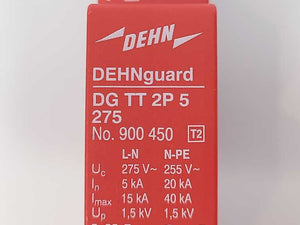 DEHN
DEHNguard
DG TT 2P 5
275
No. 900 450 T2
L-N N-PE
Uc 275 V~ 255 V~
In 5 kA 20 kA
Imax 15 kA 40 kA
Up 1,5 kV 1,5 kV